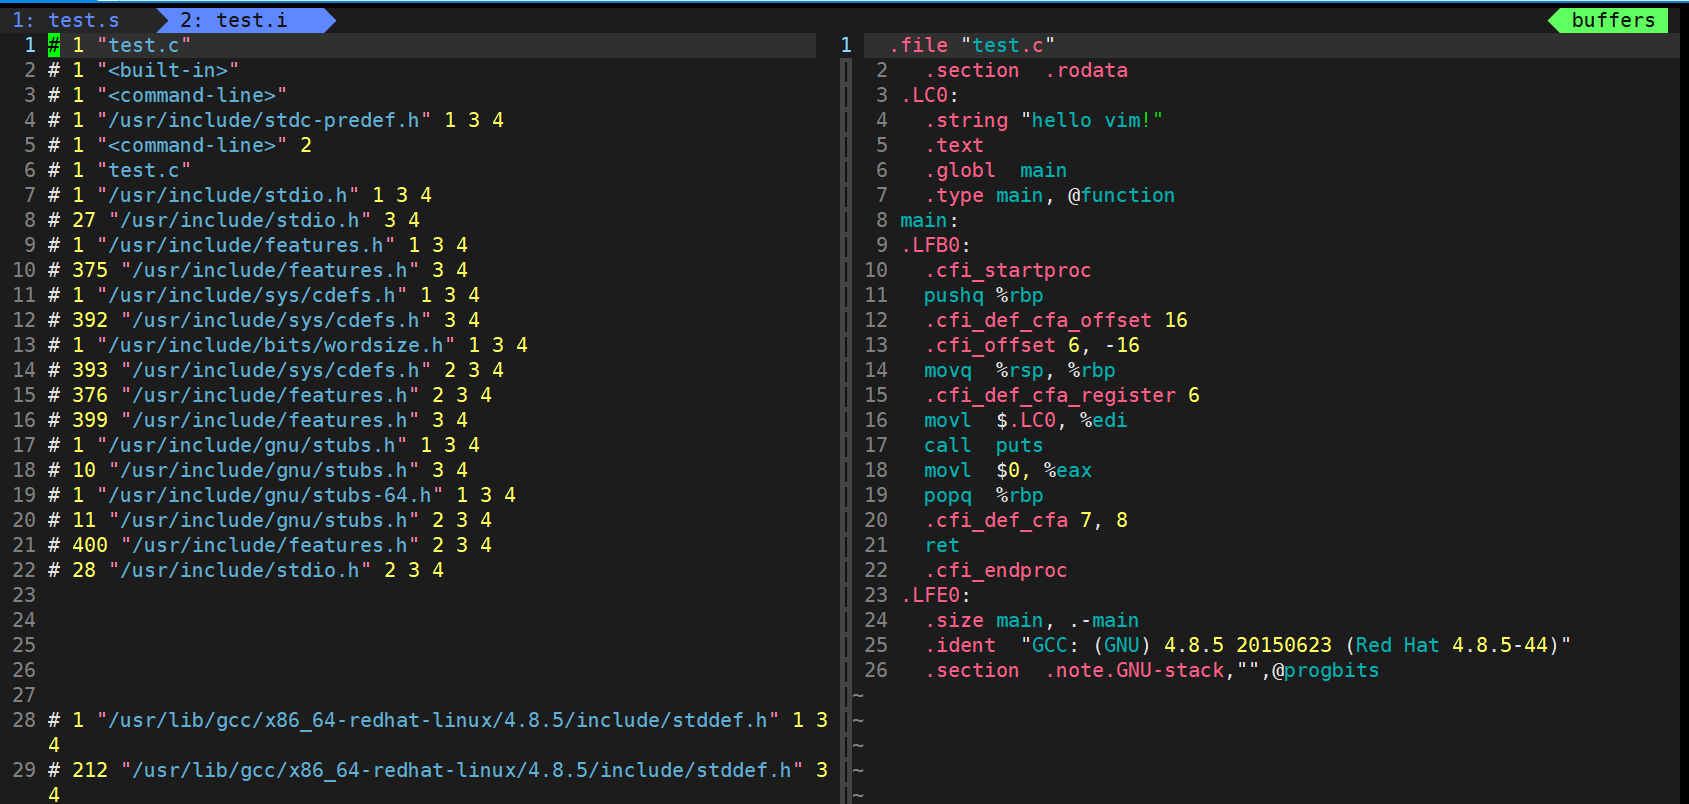 1: test.s 2: test.i buffers
1 # 1 "test.c"
2 # 1 "<built-in>"
3 # 1 "<command-line>"
4 # 1 "/usr/include/stdc-predef.h" 1 3 4
5 # 1 "<command-line>" 2
6 # 1 "test.c"
7 # 1 "/usr/include/stdio.h" 1 3 4
8 # 27 "/usr/include/stdio.h" 3 4
9 # 1 "/usr/include/features.h" 1 3 4
10 # 375 "/usr/include/features.h" 3 4
11 # 1 "/usr/include/sys/cdefs.h" 1 3 4
12 # 392 "/usr/include/sys/cdefs.h" 3 4
13 # 1 "/usr/include/bits/wordsize.h" 1 3 4
14 # 393 "/usr/include/sys/cdefs.h" 2 3 4
15 # 376 "/usr/include/features.h" 2 3 4
16 # 399 "/usr/include/features.h" 3 4
17 # 1 "/usr/include/gnu/stubs.h" 1 3 4
18 # 10 "/usr/include/gnu/stubs.h" 3 4
19 # 1 "/usr/include/gnu/stubs-64.h" 1 3 4
20 # 11 "/usr/include/gnu/stubs.h" 2 3 4
21 # 400 "/usr/include/features.h" 2 3 4
22 # 28 "/usr/include/stdio.h" 2 3 4
23
24
25
26
27
28 # 1 "/usr/lib/gcc/x86_64-redhat-linux/4.8.5/include/stddef.h" 1 3
4
29 # 212 "/usr/lib/gcc/x86_64-redhat-linux/4.8.5/include/stddef.h" 3
4
1 .file "test.c"
2 .section .rodata
3 .LC0:
4 .string "hello vim!"
5 .text
6 .globl main
7 .type main, @function
8 main:
9 .LFB0:
10 .cfi_startproc
11 pushq %rbp
12 .cfi_def_cfa_offset 16
13 .cfi_offset 6, -16
14 movq %rsp, %rbp
15 .cfi_def_cfa_register 6
16 movl $.LC0, %edi
17 call puts
18 movl $0, %eax
19 popq %rbp
20 .cfi_def_cfa 7, 8
21 ret
22 .cfi_endproc
23 .LFE0:
24 .size main, .-main
25 .ident "GCC: (GNU) 4.8.5 20150623 (Red Hat 4.8.5-44)"
26 .section .note.GNU-stack,"",@progbits
~
~
~
~
~